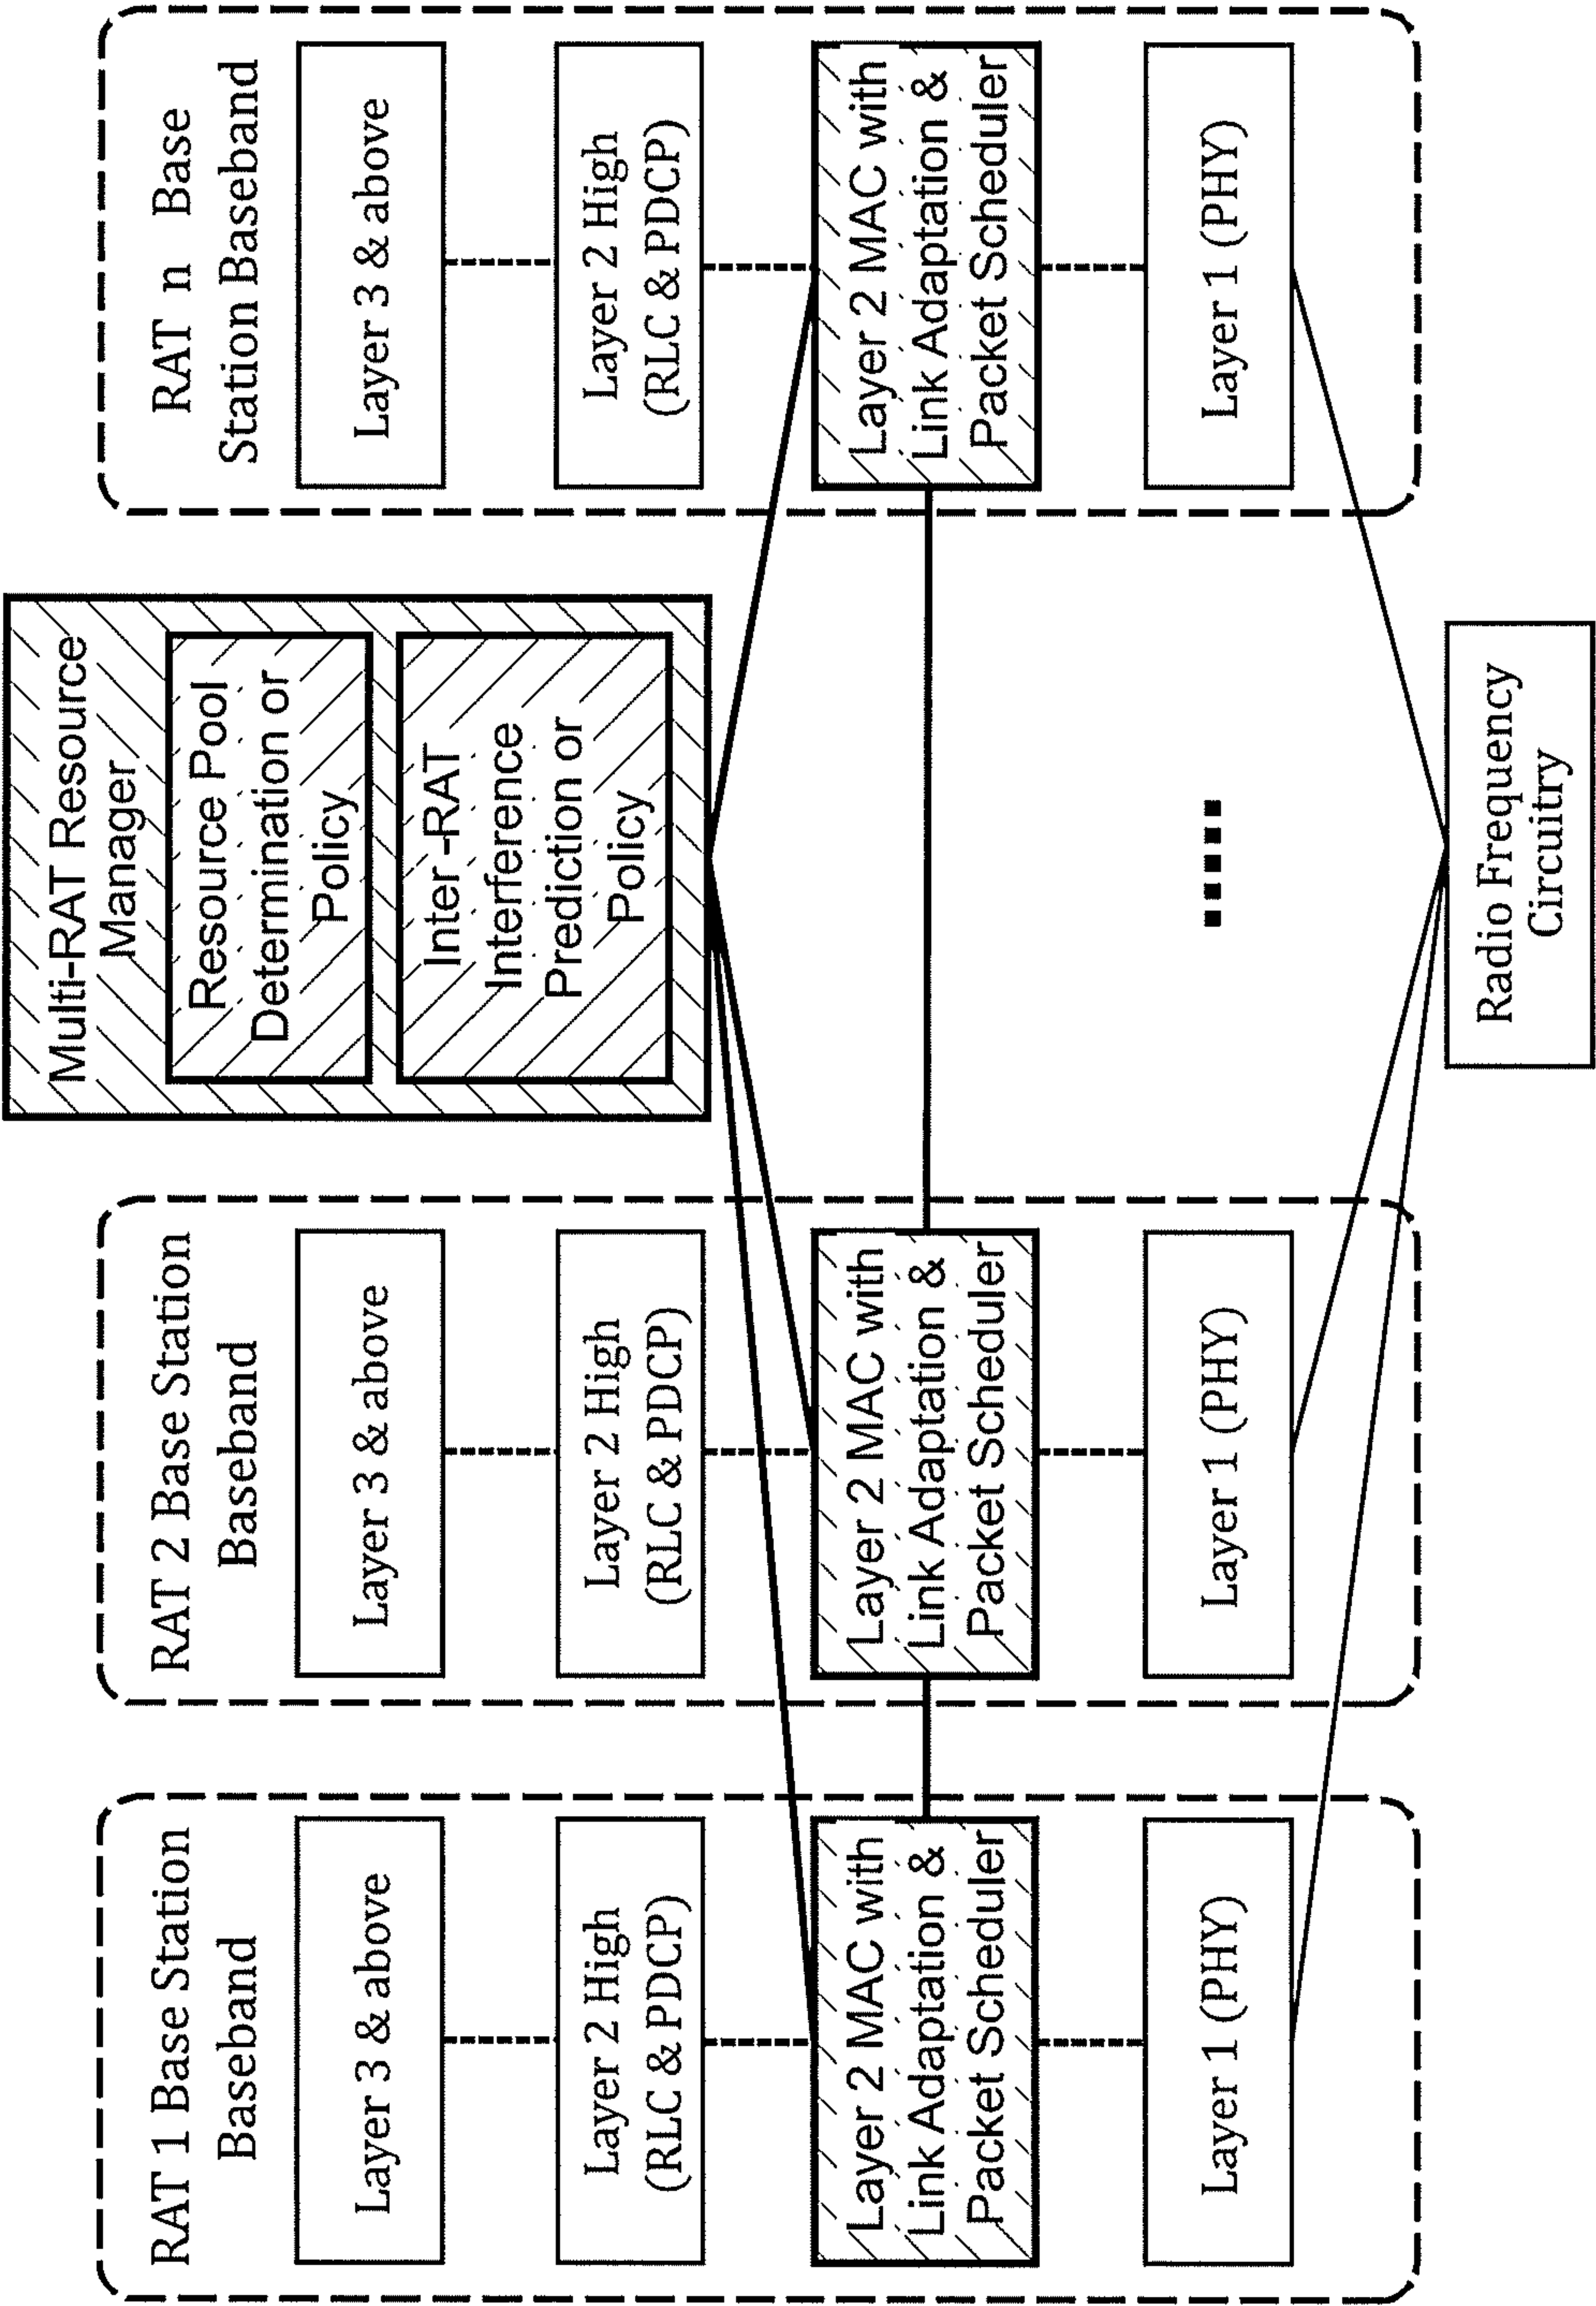 RAT 1 Base Station
Baseband
Layer 3 & above
Layer 2 High
(RLC & PDCP)
Layer 2 MAC with
Link Adaptation &
Packet Scheduler
Layer 1 (PHY)
RAT 2 Base Station
Baseband
Layer 3 & above
Layer 2 High
(RLC & PDCP)
Layer 2 MAC with
Link Adaptation &
Packet Scheduler
Layer 1 (PHY)
Multi-RAT Resource
Manager
Resource Pool
Determination or
Policy
Inter-RAT
Interference
Prediction or
Policy
RAT n Base
Station Baseband
Layer 3 & above
Layer 2 High
(RLC & PDCP)
Layer 2 MAC with
Link Adaptation &
Packet Scheduler
Layer 1 (PHY)
Radio Frequency
Circuitry